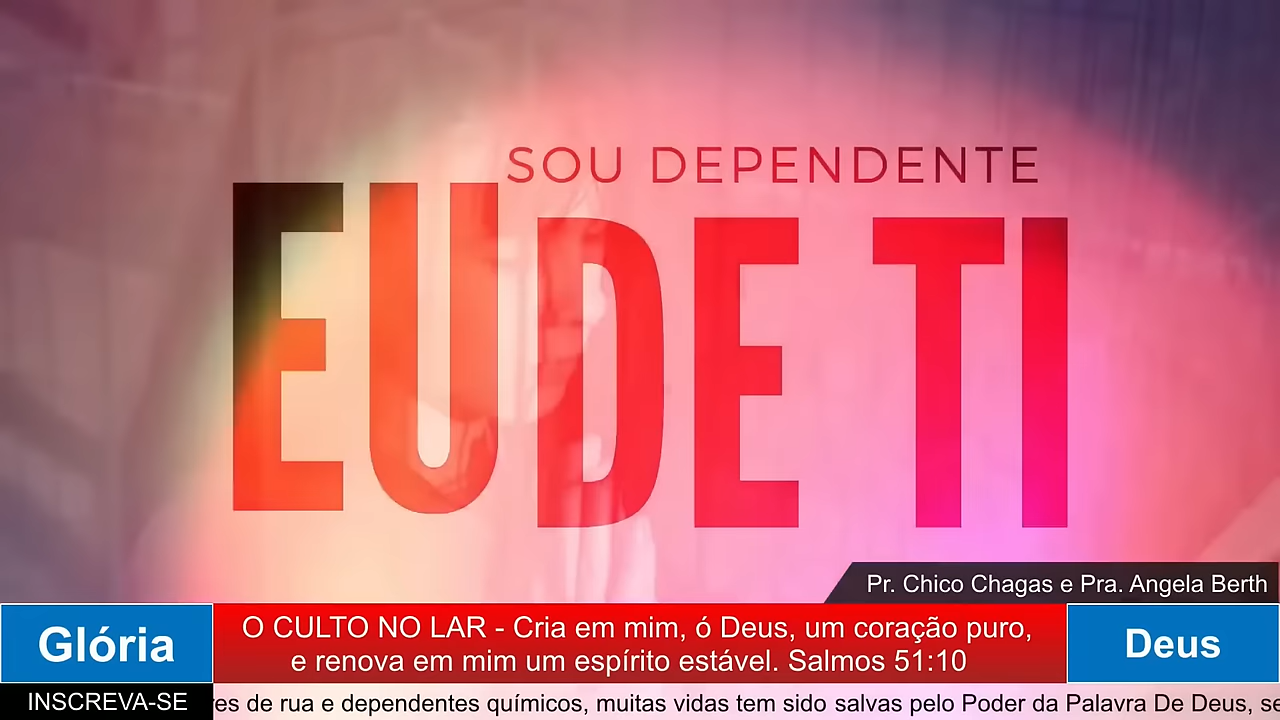 SOU DEPENDENTE
EU DE TI
Pr. Chico Chagas e Pra. Angela Berth
Glória
O CULTO NO LAR - Cria em mim, ó Deus, um coração puro,
e renova em mim um espírito estável. Salmos 51:10
Deus
INSCREVA-SE
de rua e dependentes químicos, muitas vidas tem sido salvas pelo Poder da Palavra De Deus,